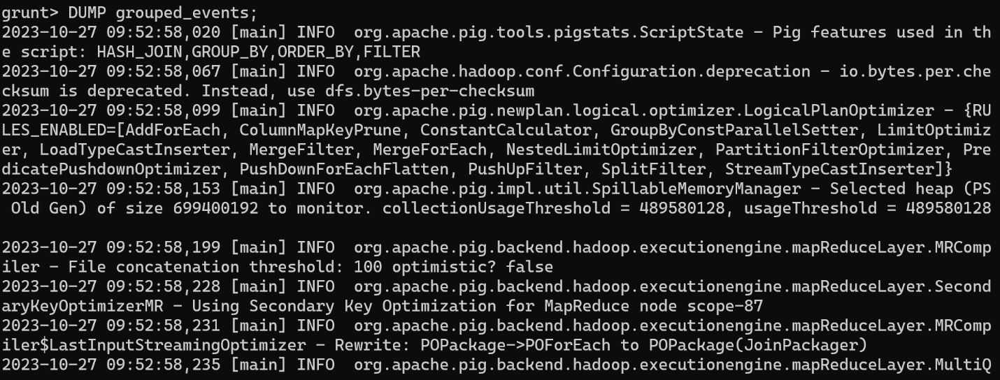 grunt> DUMP grouped_events;
2023-10-27 09:52:58,020 [main] INFO  org.apache.pig.tools.pigstats.ScriptState - Pig features used in th
e script: HASH_JOIN,GROUP_BY,ORDER_BY,FILTER
2023-10-27 09:52:58,067 [main] INFO  org.apache.hadoop.conf.Configuration.deprecation - io.bytes.per.che
cksum is deprecated. Instead, use dfs.bytes-per-checksum
2023-10-27 09:52:58,099 [main] INFO  org.apache.pig.newplan.logical.optimizer.LogicalPlanOptimizer - {RU
LES_ENABLED=[AddForEach, ColumnMapKeyPrune, ConstantCalculator, GroupByConstParallelSetter, LimitOptimiz
er, LoadTypeCastInserter, MergeFilter, MergeForEach, NestedLimitOptimizer, PartitionFilterOptimizer, Pre
dicatePushdownOptimizer, PushDownForEachFlatten, PushUpFilter, SplitFilter, StreamTypeCastInserter]}
2023-10-27 09:52:58,153 [main] INFO  org.apache.pig.impl.util.SpillableMemoryManager - Selected heap (PS
 Old Gen) of size 699400192 to monitor. collectionUsageThreshold = 489580128, usageThreshold = 489580128
2023-10-27 09:52:58,199 [main] INFO  org.apache.pig.backend.hadoop.executionengine.mapReduceLayer.MRComp
iler - File concatenation threshold: 100 optimistic? false
2023-10-27 09:52:58,228 [main] INFO  org.apache.pig.backend.hadoop.executionengine.mapReduceLayer.Second
aryKeyOptimizerMR - Using Secondary Key Optimization for MapReduce node scope-87
2023-10-27 09:52:58,231 [main] INFO  org.apache.pig.backend.hadoop.executionengine.mapReduceLayer.MRComp
iler$LastInputStreamingOptimizer - Rewrite: POPackage->POForEach to POPackage(JoinPackager)
2023-10-27 09:52:58,235 [main] INFO  org.apache.pig.backend.hadoop.executionengine.mapReduceLayer.MultiQ